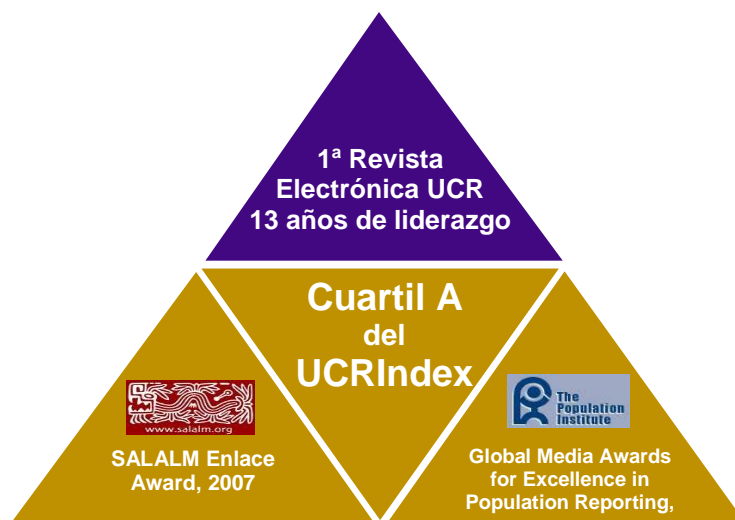 1ª Revista
Electrónica UCR
13 años de liderazgo
Cuartil A
del
UCRIndex
www.salalm.org
SALALM Enlace
Award, 2007
The
Population
Institute
Global Media Awards
for Excellence in
Population Reporting,